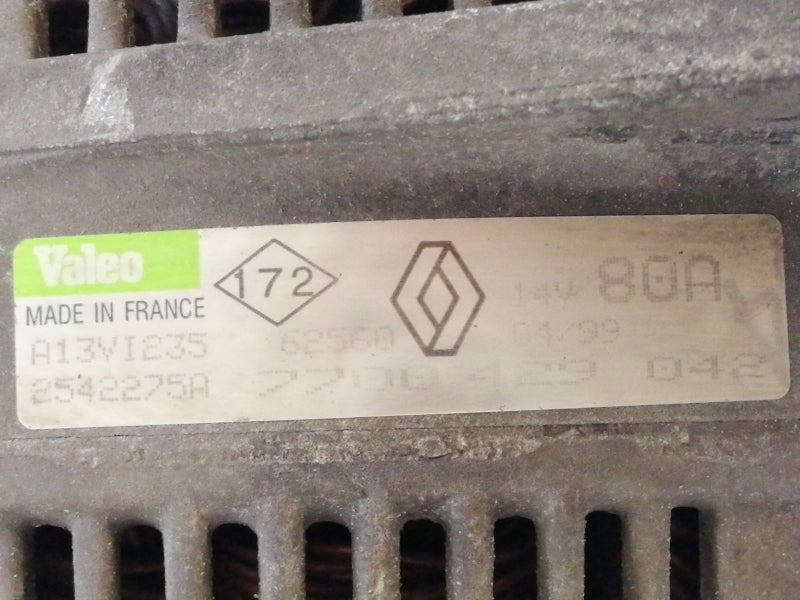 Valeo
172
14V 80A
MADE IN FRANCE
A13VI235 62560 04/99
2542275A 7700 429 042